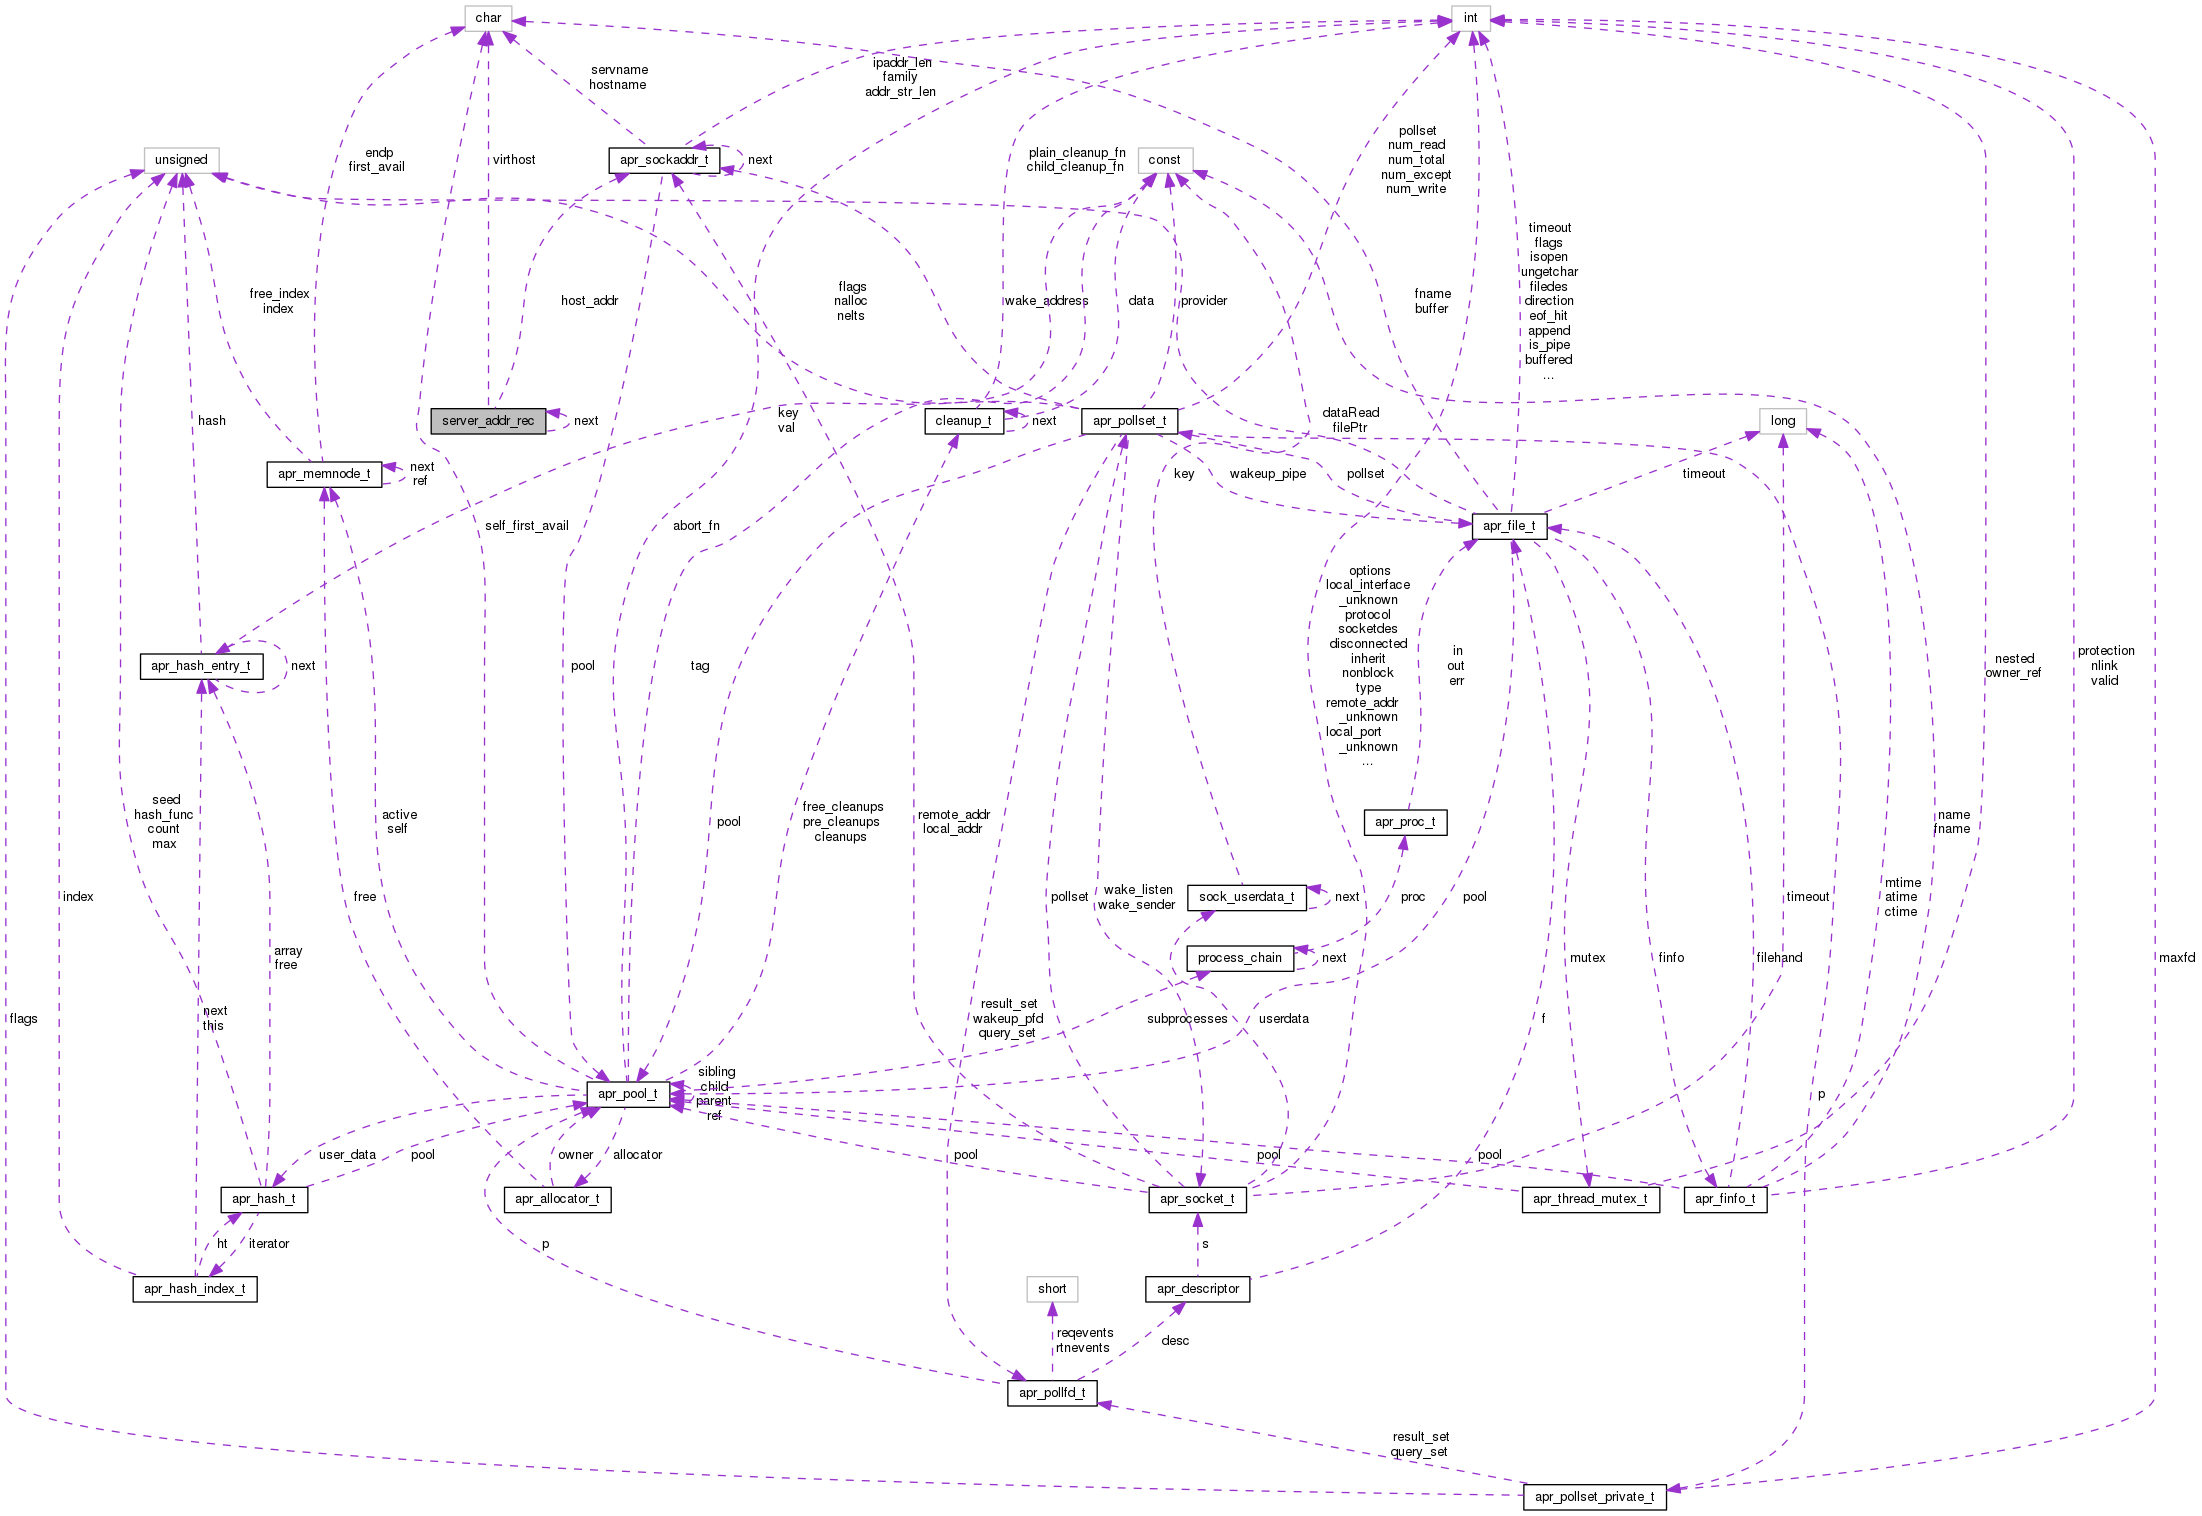 char
int
servname
hostname
ipaddr_len
family
addr_str_len
unsigned
endp
first_avail
virthost
apr_sockaddr_t
next
plain_cleanup_fn
child_cleanup_fn
const
pollset
num_read
num_total
num_except
num_write
free_index
index
host_addr
flags
nalloc
nelts
wake_address
data
provider
fname
buffer
timeout
flags
isopen
ungetchar
filedes
direction
eof_hit
append
is_pipe
buffered
...
hash
server_addr_rec
next
key
val
cleanup_t
next
apr_pollset_t
dataRead
filePtr
long
apr_memnode_t
next
ref
key
wakeup_pipe
pollset
timeout
self_first_avail
abort_fn
apr_file_t
options
local_interface
_unknown
protocol
socketdes
disconnected
inherit
nonblock
type
remote_addr
_unknown
local_port
_unknown
...
apr_hash_entry_t
next
pool
tag
in
out
err
nested
owner_ref
protection
nlink
valid
seed
hash_func
count
max
active
self
pool
free_cleanups
pre_cleanups
cleanups
remote_addr
local_addr
apr_proc_t
name
fname
index
free
pollset
wake_listen
wake_sender
sock_userdata_t
next
proc
pool
timeout
mtime
atime
ctime
array
free
process_chain
next
mutex
finfo
filehand
maxfd
flags
next
this
result_set
wakeup_pfd
query_set
subprocesses
userdata
f
apr_pool_t
sibling
child
parent
ref
p
user_data
pool
owner
allocator
pool
pool
pool
apr_hash_t
apr_allocator_t
apr_socket_t
apr_thread_mutex_t
apr_finfo_t
ht
iterator
p
s
apr_hash_index_t
short
apr_descriptor
reqevents
rtnevents
desc
apr_pollfd_t
result_set
query_set
apr_pollset_private_t